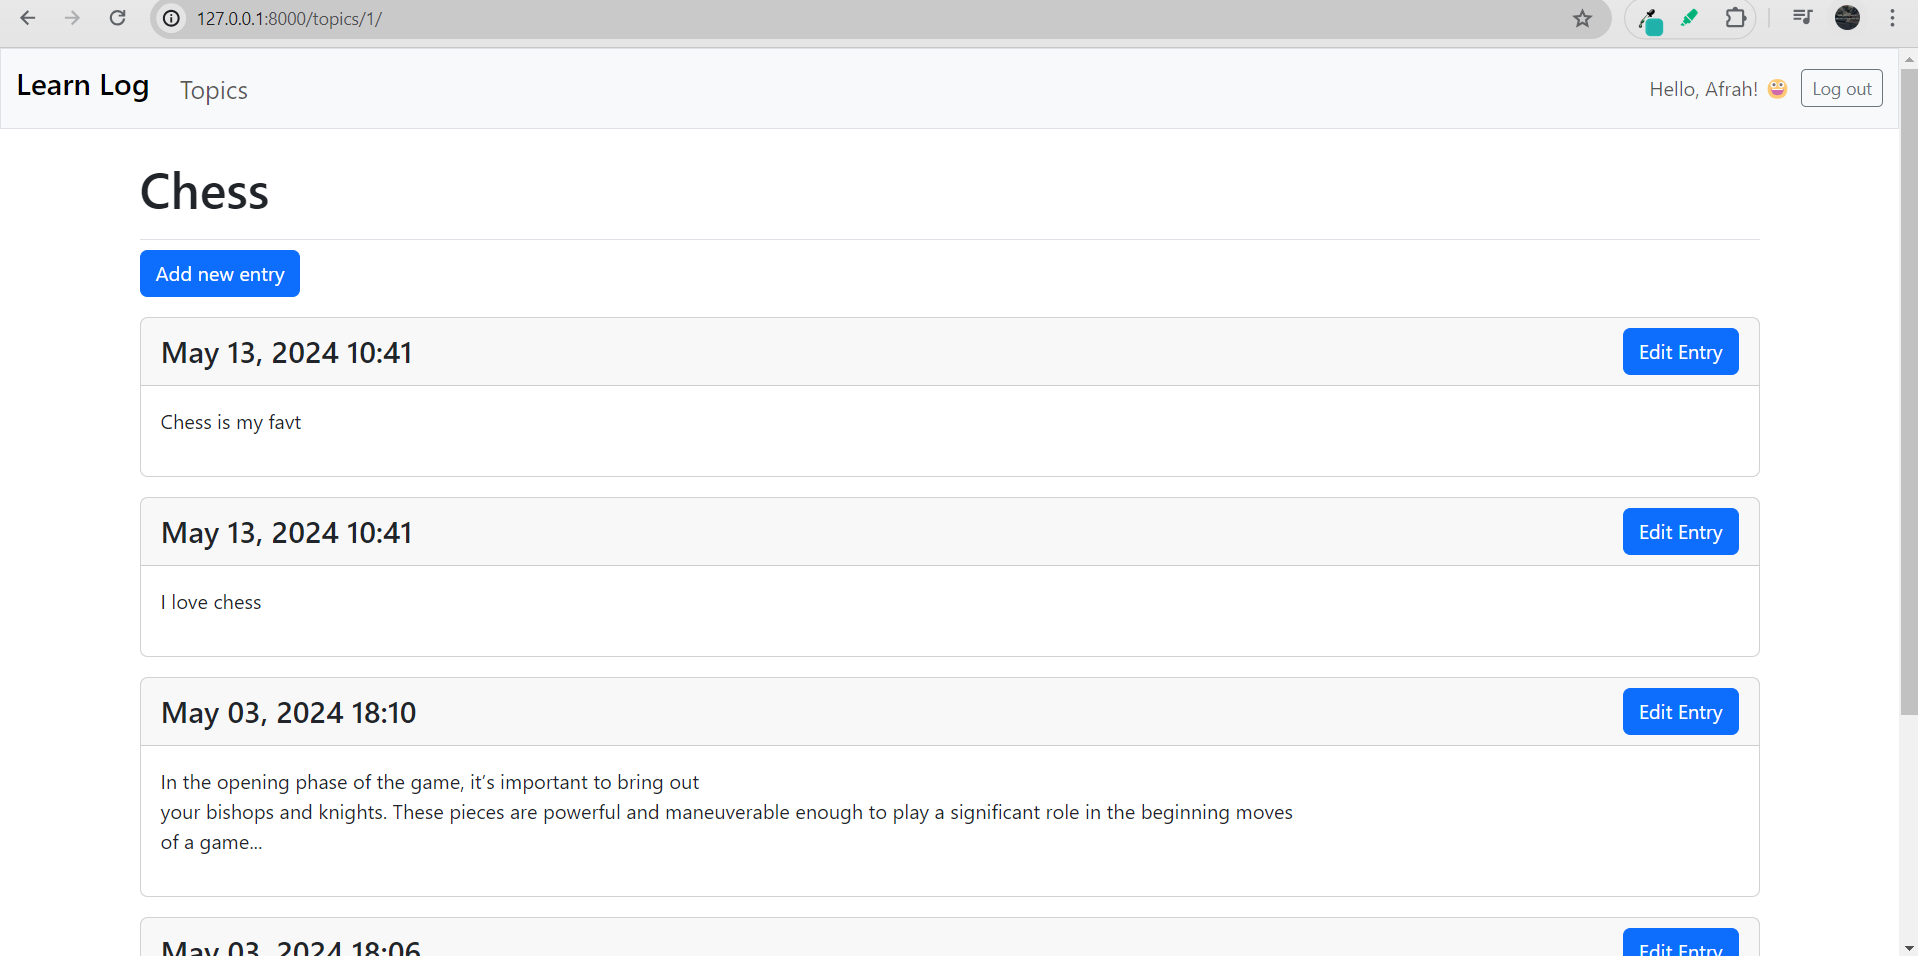 127.0.0.1:8000/topics/1/
Learn Log Topics Hello, Afrah! 😀 Log out
Chess
Add new entry
May 13, 2024 10:41 Edit Entry
Chess is my favt
May 13, 2024 10:41 Edit Entry
I love chess
May 03, 2024 18:10 Edit Entry
In the opening phase of the game, it’s important to bring out
your bishops and knights. These pieces are powerful and maneuverable enough to play a significant role in the beginning moves
of a game...
May 03, 2024 18:06 Edit Entry